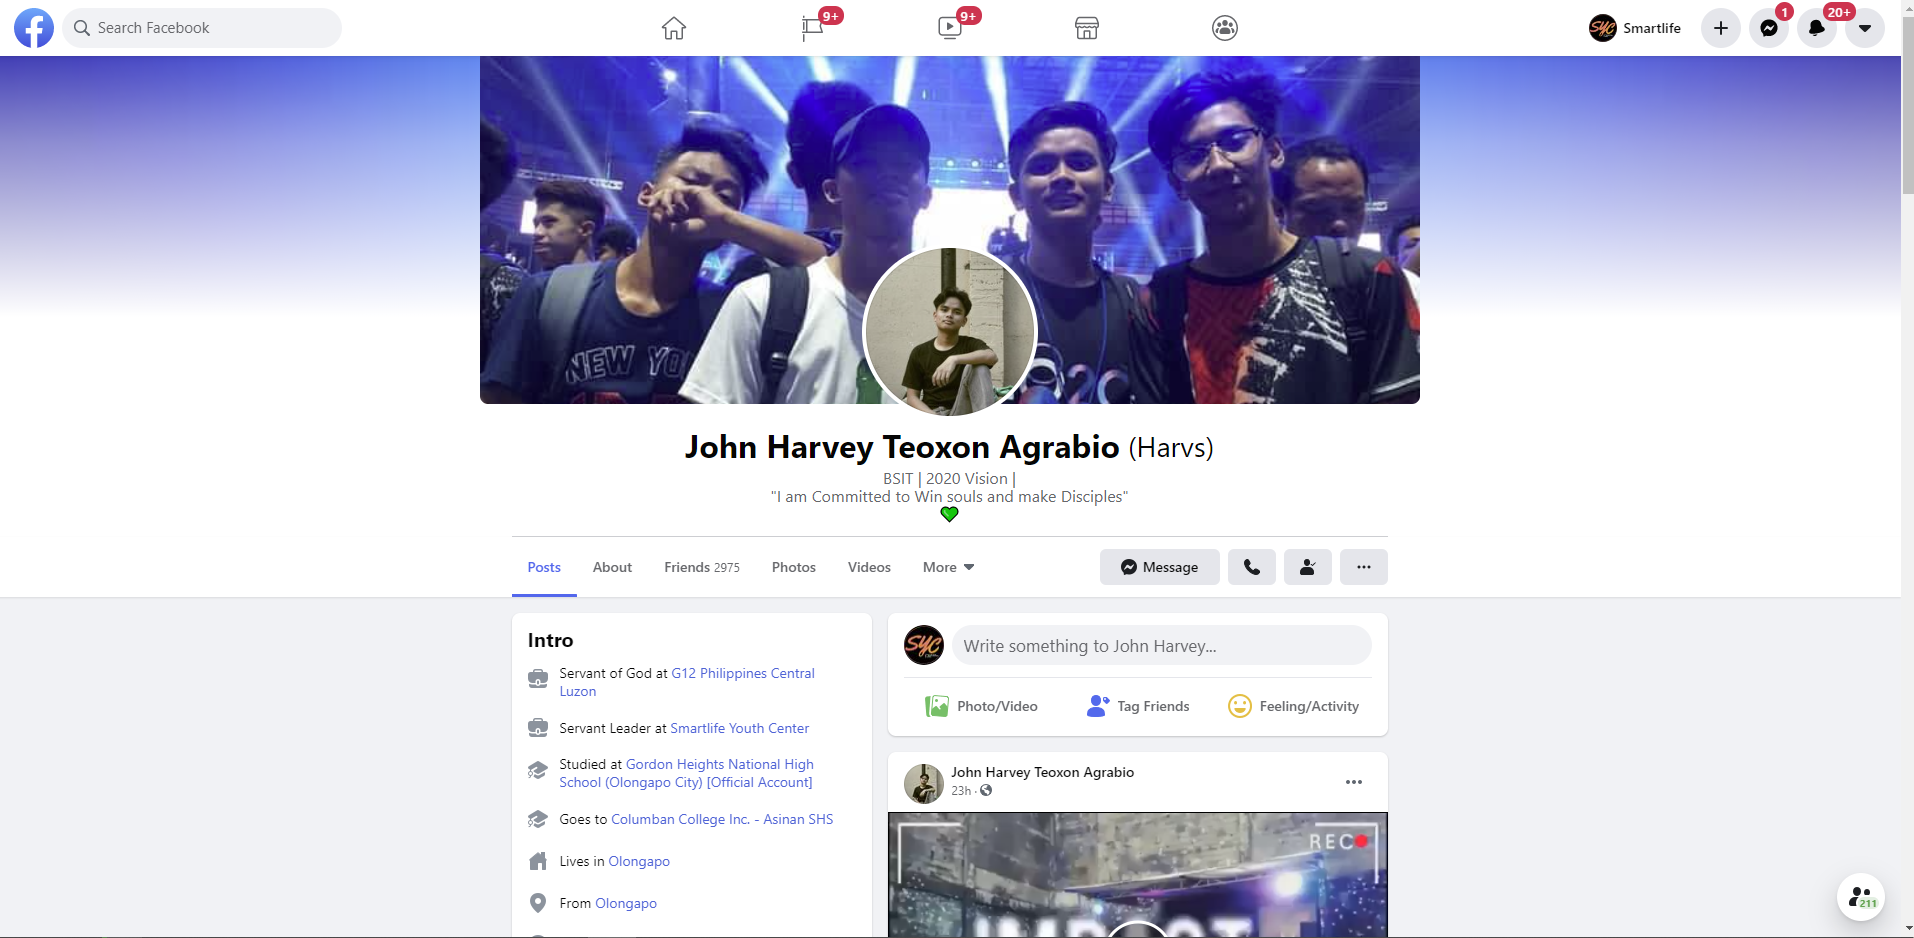 Search Facebook
9+
9+
Smartlife
1
20+
NEW YO
G2C
John Harvey Teoxon Agrabio (Harvs)
BSIT | 2020 Vision |
"I am Committed to Win souls and make Disciples"
Posts
About
Friends 2975
Photos
Videos
More
Message
Intro
Servant of God at G12 Philippines Central
Luzon
Servant Leader at Smartlife Youth Center
Studied at Gordon Heights National High
School (Olongapo City) [Official Account]
Goes to Columban College Inc. - Asinan SHS
Lives in Olongapo
From Olongapo
SYC
Write something to John Harvey...
Photo/Video
Tag Friends
Feeling/Activity
John Harvey Teoxon Agrabio
23h ·
REC
IMPACT
211